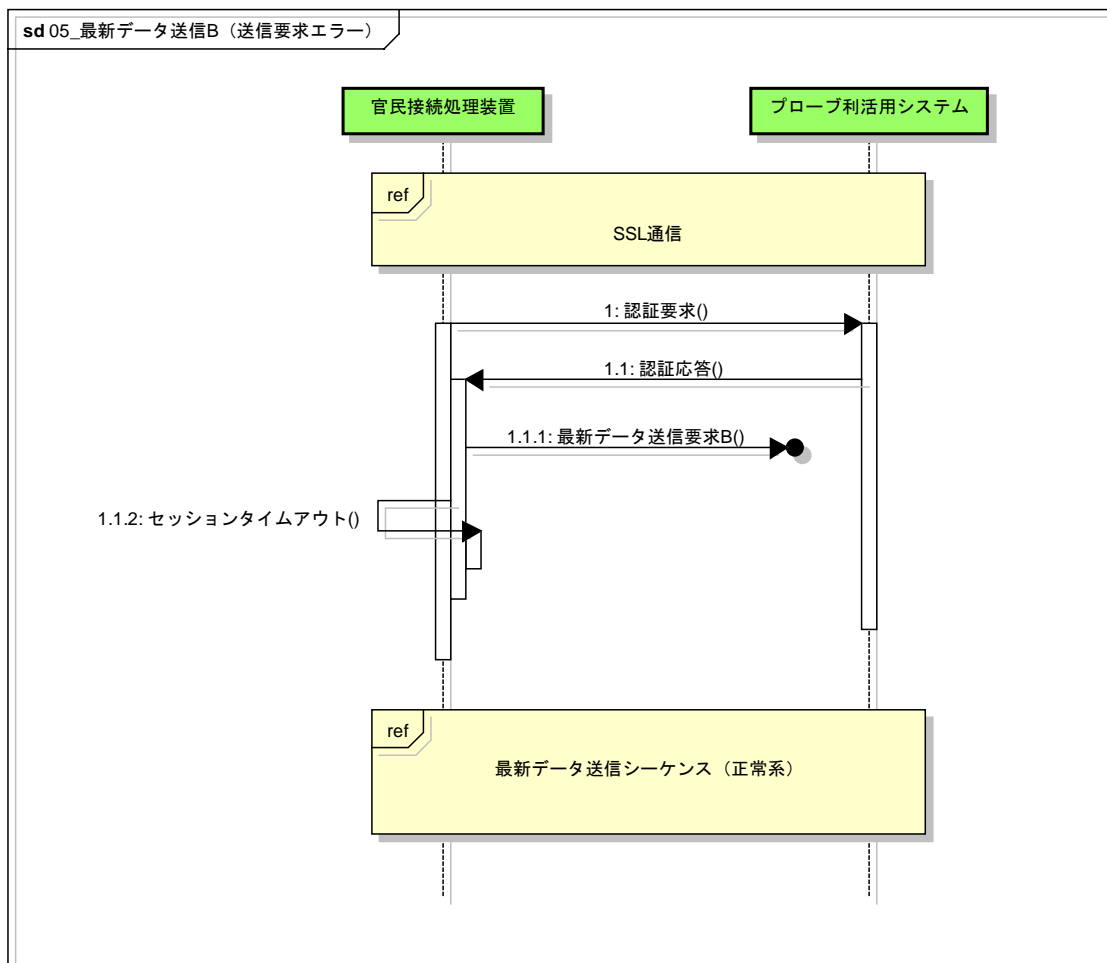 sd 05_最新データ送信B（送信要求エラー）
官民接続処理装置
プローブ利活用システム
ref
SSL通信
1: 認証要求()
1.1: 認証応答()
1.1.1: 最新データ送信要求B()
1.1.2: セッションタイムアウト()
ref
最新データ送信シーケンス（正常系）